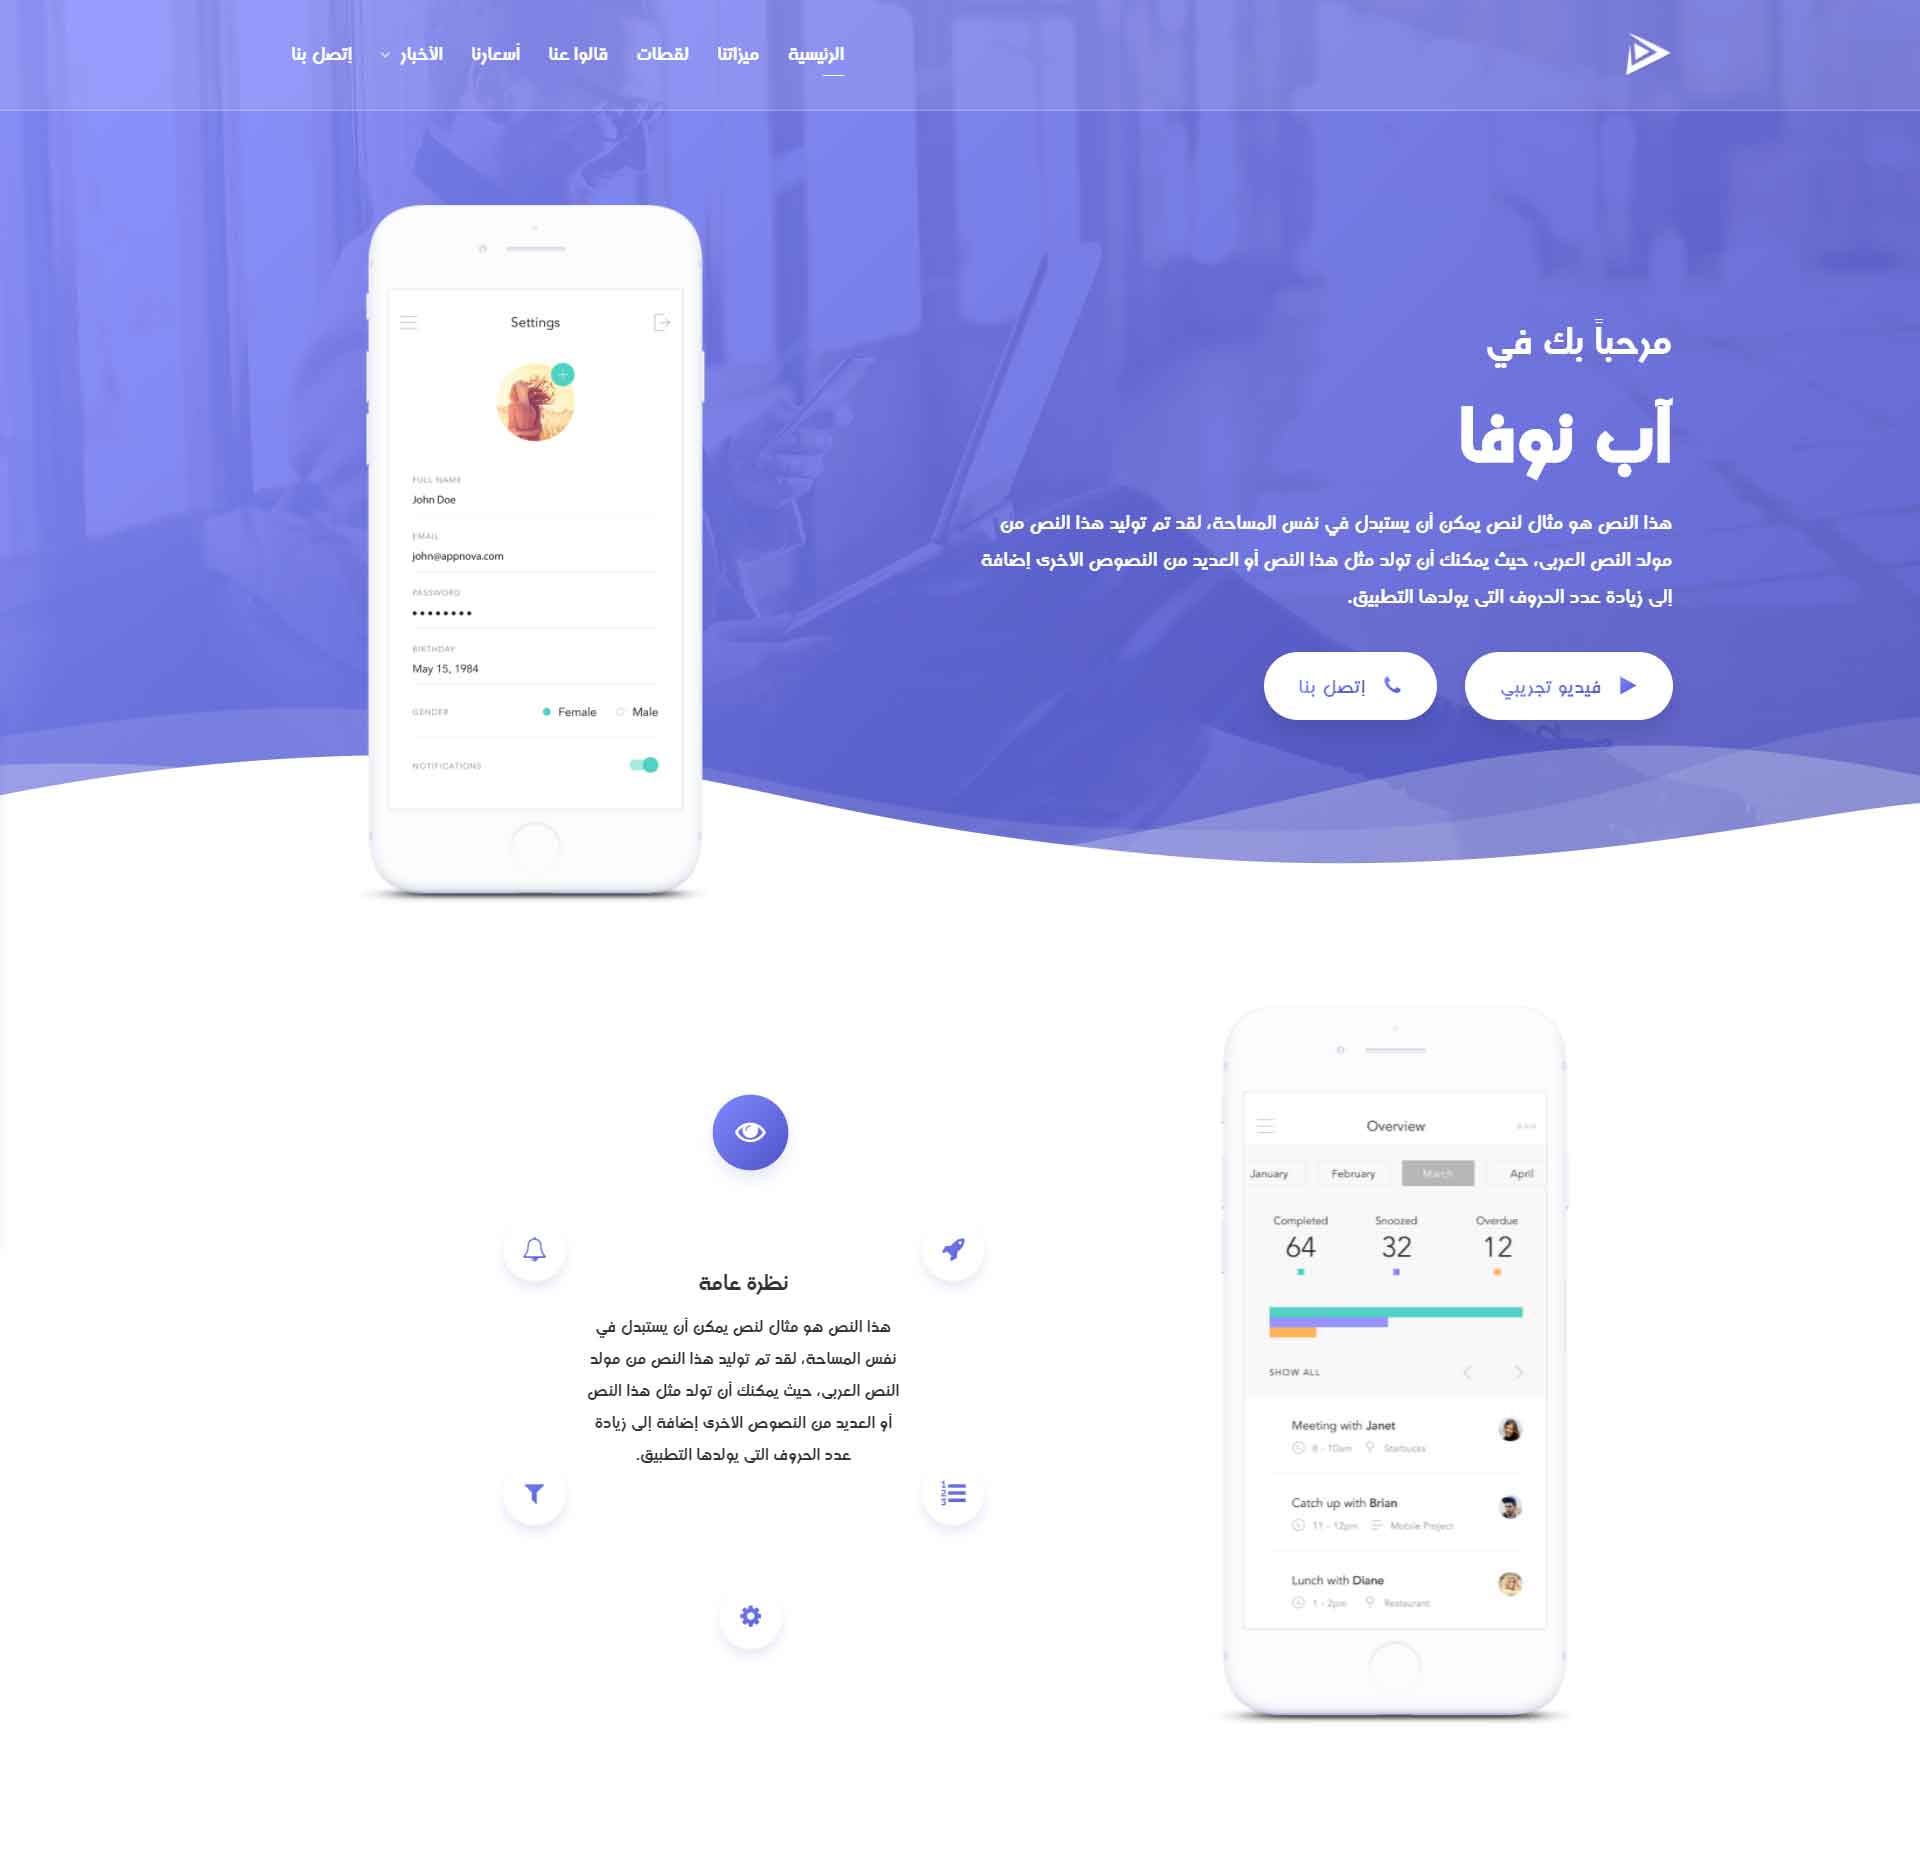 الرئيسية
ميزاتنا
لقطات
قالوا عنا
أسعارنا
الأخبار
إتصل بنا
مرحباً بك في
آب نوفا
هذا النص هو مثال لنص يمكن أن يستبدل في نفس المساحة، لقد تم توليد هذا النص من
مولد النص العربى، حيث يمكنك أن تولد مثل هذا النص أو العديد من النصوص الاخرى إضافة
إلى زيادة عدد الحروف التى يولدها التطبيق.
فيديو تجريبي
إتصل بنا
Settings
FULL NAME
John Doe
EMAIL
john@appnova.com
PASSWORD
••••••••
BIRTHDAY
May 15, 1984
GENDER
Female
Male
NOTIFICATIONS
Overview
January
February
March
April
Completed
Snoozed
Overdue
64
32
12
SHOW ALL
Meeting with Janet
8 - 10am
Starbucks
Catch up with Brian
11 - 12pm
Mobile Project
Lunch with Diane
1 - 2pm
Restaurant
نظرة عامة
هذا النص هو مثال لنص يمكن أن يستبدل في
نفس المساحة، لقد تم توليد هذا النص من مولد
النص العربى، حيث يمكنك أن تولد مثل هذا النص
أو العديد من النصوص الاخرى إضافة إلى زيادة
عدد الحروف التى يولدها التطبيق.